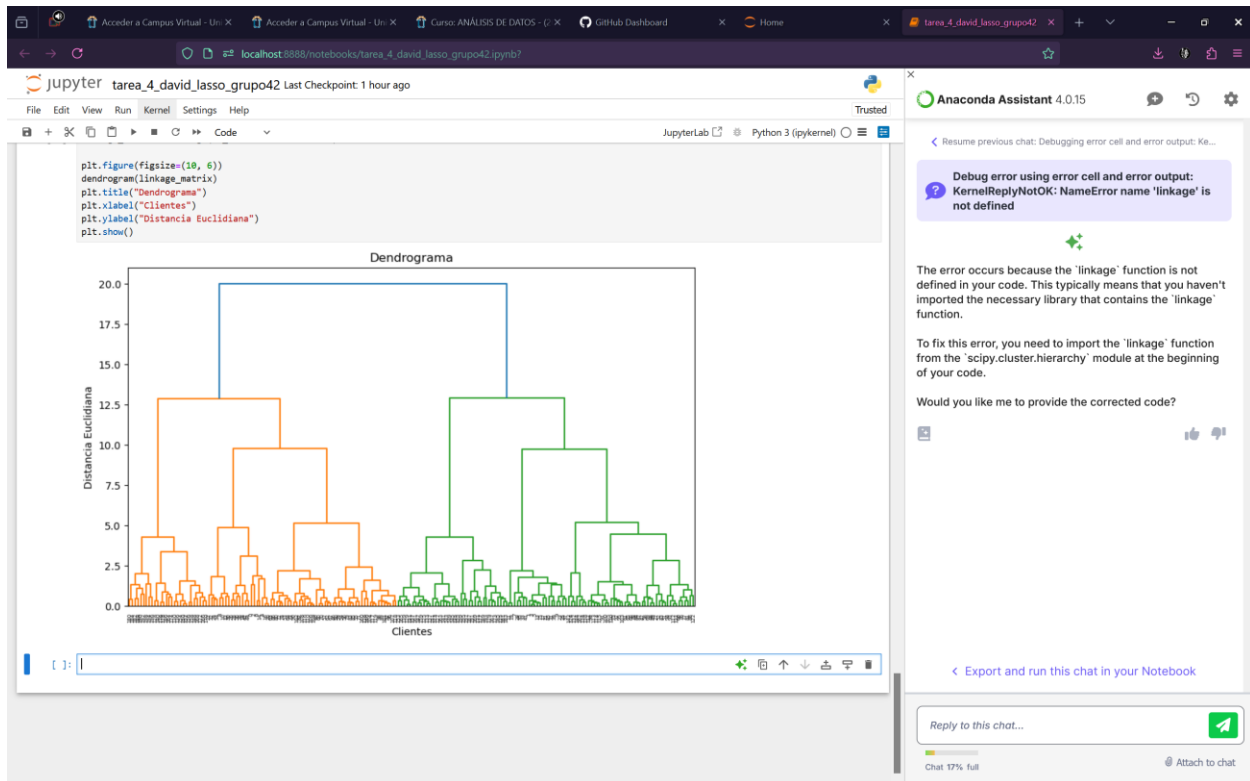 Acceder a Campus Virtual - Uni
Acceder a Campus Virtual - Uni
Curso: ANÁLISIS DE DATOS - (2
GitHub Dashboard
Home
tarea_4_david_lasso_grupo42
localhost:8888/notebooks/tarea_4_david_lasso_grupo42.ipynb?
jupyter tarea_4_david_lasso_grupo42 Last Checkpoint: 1 hour ago
File Edit View Run Kernel Settings Help
Trusted
Code
JupyterLab
Python 3 (ipykernel)
plt.figure(figsize=(10, 6))
dendrogram(linkage_matrix)
plt.title("Dendrograma")
plt.xlabel("Clientes")
plt.ylabel("Distancia Euclidiana")
plt.show()
Dendrograma
20.0
17.5
15.0
12.5
10.0
7.5
5.0
2.5
0.0
Distancia Euclidiana
Clientes
[ ]:
Anaconda Assistant 4.0.15
Resume previous chat: Debugging error cell and error output: Ke...
Debug error using error cell and error output:
KernelReplyNotOK: NameError name 'linkage' is
not defined
The error occurs because the `linkage` function is not
defined in your code. This typically means that you haven't
imported the necessary library that contains the `linkage`
function.
To fix this error, you need to import the `linkage` function
from the `scipy.cluster.hierarchy` module at the beginning
of your code.
Would you like me to provide the corrected code?
Export and run this chat in your Notebook
Reply to this chat...
Chat 17% full
Attach to chat